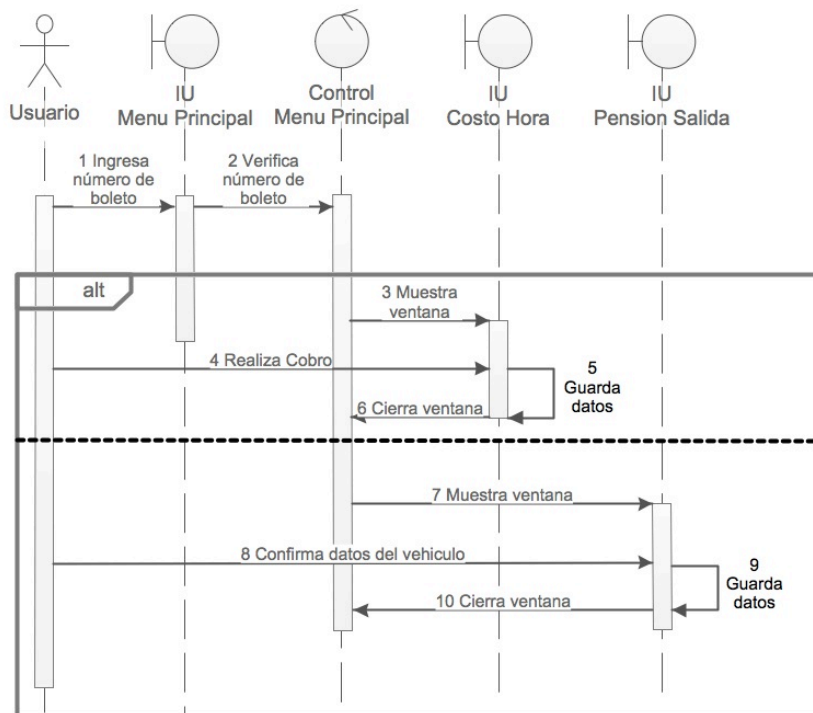 Usuario
IU
Menu Principal
Control
Menu Principal
IU
Costo Hora
IU
Pension Salida
1 Ingresa
número de
boleto
2 Verifica
número de
boleto
alt
3 Muestra
ventana
4 Realiza Cobro
5
Guarda
datos
6 Cierra ventana
7 Muestra ventana
8 Confirma datos del vehiculo
9
Guarda
datos
10 Cierra ventana